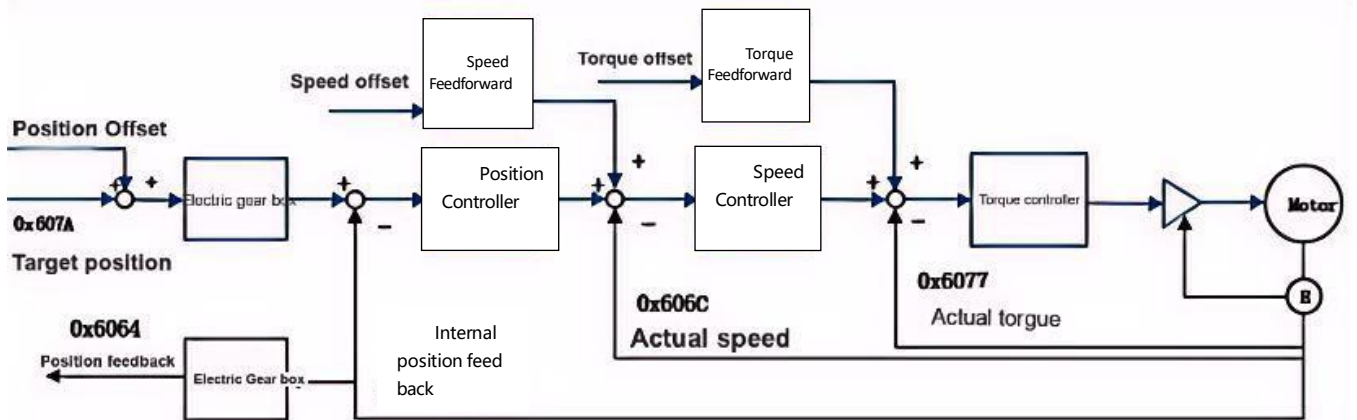 Speed
Feedforward
Torque
Feedforward
Speed offset
Torque offset
Position Offset
+
+
+
+
Electric gear box
+
-
Position
Controller
+
-
Speed
Controller
+
-
Torque controller
Motor
0x607A
Target position
0x6077
Actual torgue
E
0x606C
Actual speed
0x6064
Position feedback
Electric Gear box
Internal
position feed
back
+
+